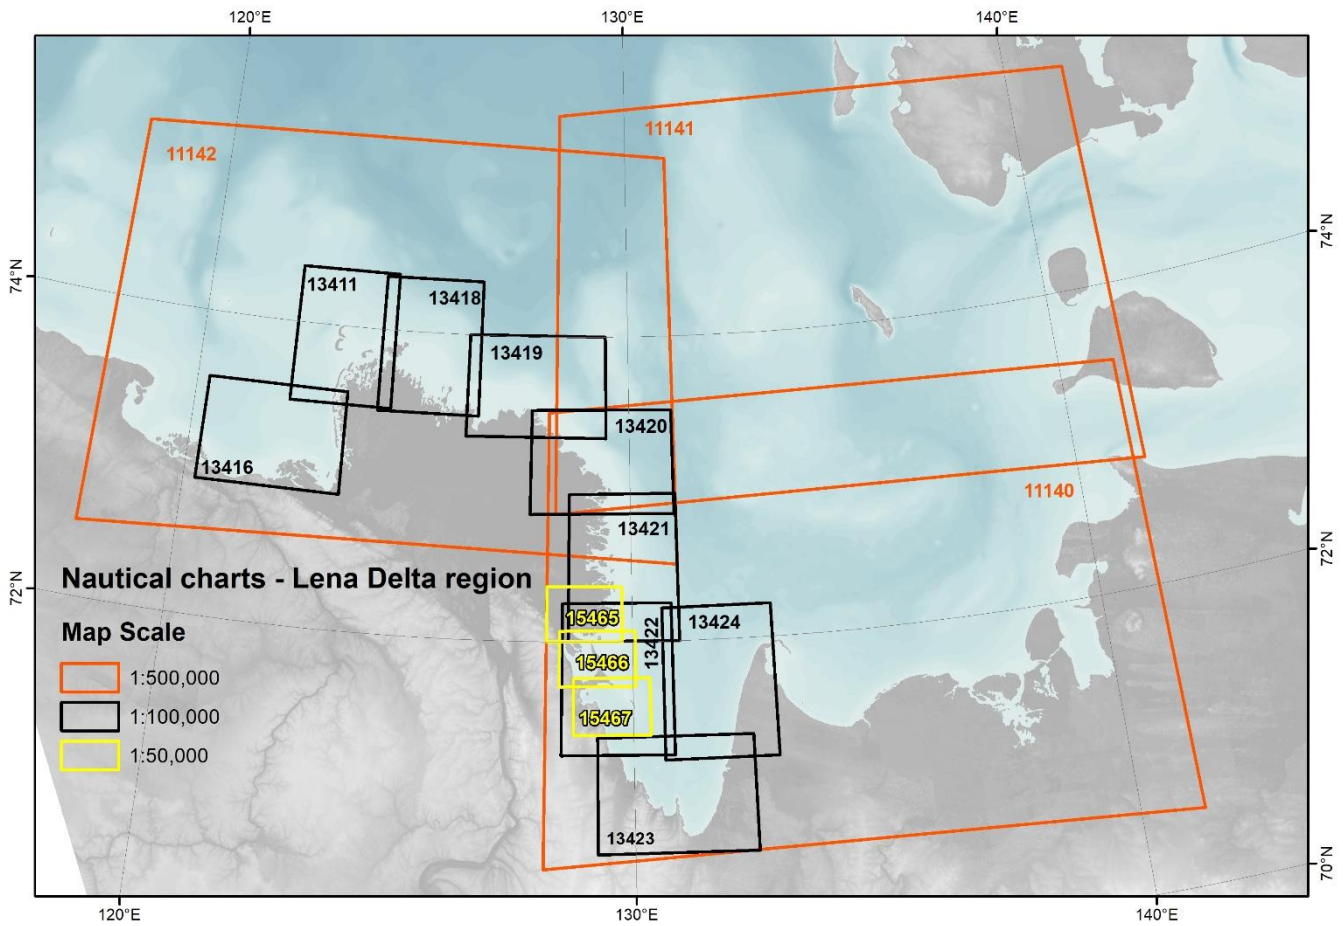 120°E
130°E
140°E
11141
11142
74°N
74°N
13411
13418
13419
13420
13416
11140
13421
72°N
72°N
Nautical charts - Lena Delta region
Map Scale
1:500,000
1:100,000
1:50,000
15465
13422
13424
15466
15467
13423
70°N
120°E
130°E
140°E